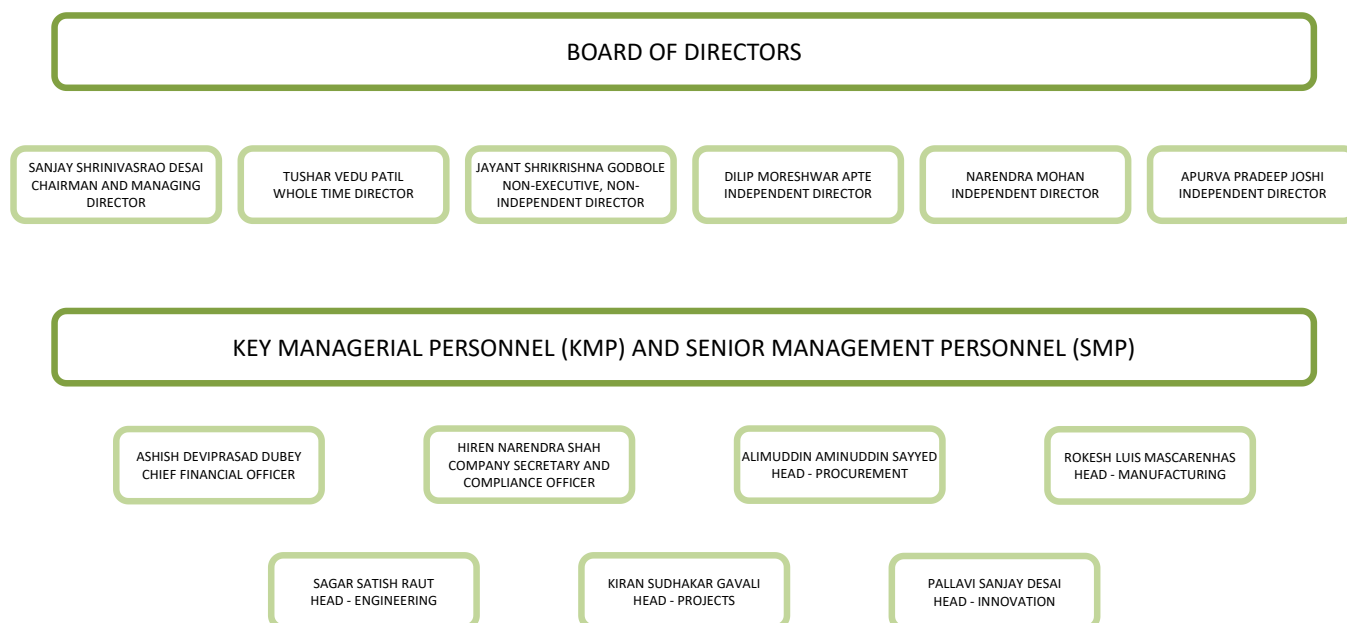 BOARD OF DIRECTORS
SANJAY SHRINIVASRAO DESAI
CHAIRMAN AND MANAGING
DIRECTOR
TUSHAR VEDU PATIL
WHOLE TIME DIRECTOR
JAYANT SHRIKRISHNA GODBOLE
NON-EXECUTIVE, NON-
INDEPENDENT DIRECTOR
DILIP MORESHWAR APTE
INDEPENDENT DIRECTOR
NARENDRA MOHAN
INDEPENDENT DIRECTOR
APURVA PRADEEP JOSHI
INDEPENDENT DIRECTOR
KEY MANAGERIAL PERSONNEL (KMP) AND SENIOR MANAGEMENT PERSONNEL (SMP)
ASHISH DEVIPRASAD DUBEY
CHIEF FINANCIAL OFFICER
HIREN NARENDRA SHAH
COMPANY SECRETARY AND
COMPLIANCE OFFICER
ALIMUDDIN AMINUDDIN SAYYED
HEAD - PROCUREMENT
ROKESH LUIS MASCARENHAS
HEAD - MANUFACTURING
SAGAR SATISH RAUT
HEAD - ENGINEERING
KIRAN SUDHAKAR GAVALI
HEAD - PROJECTS
PALLAVI SANJAY DESAI
HEAD - INNOVATION